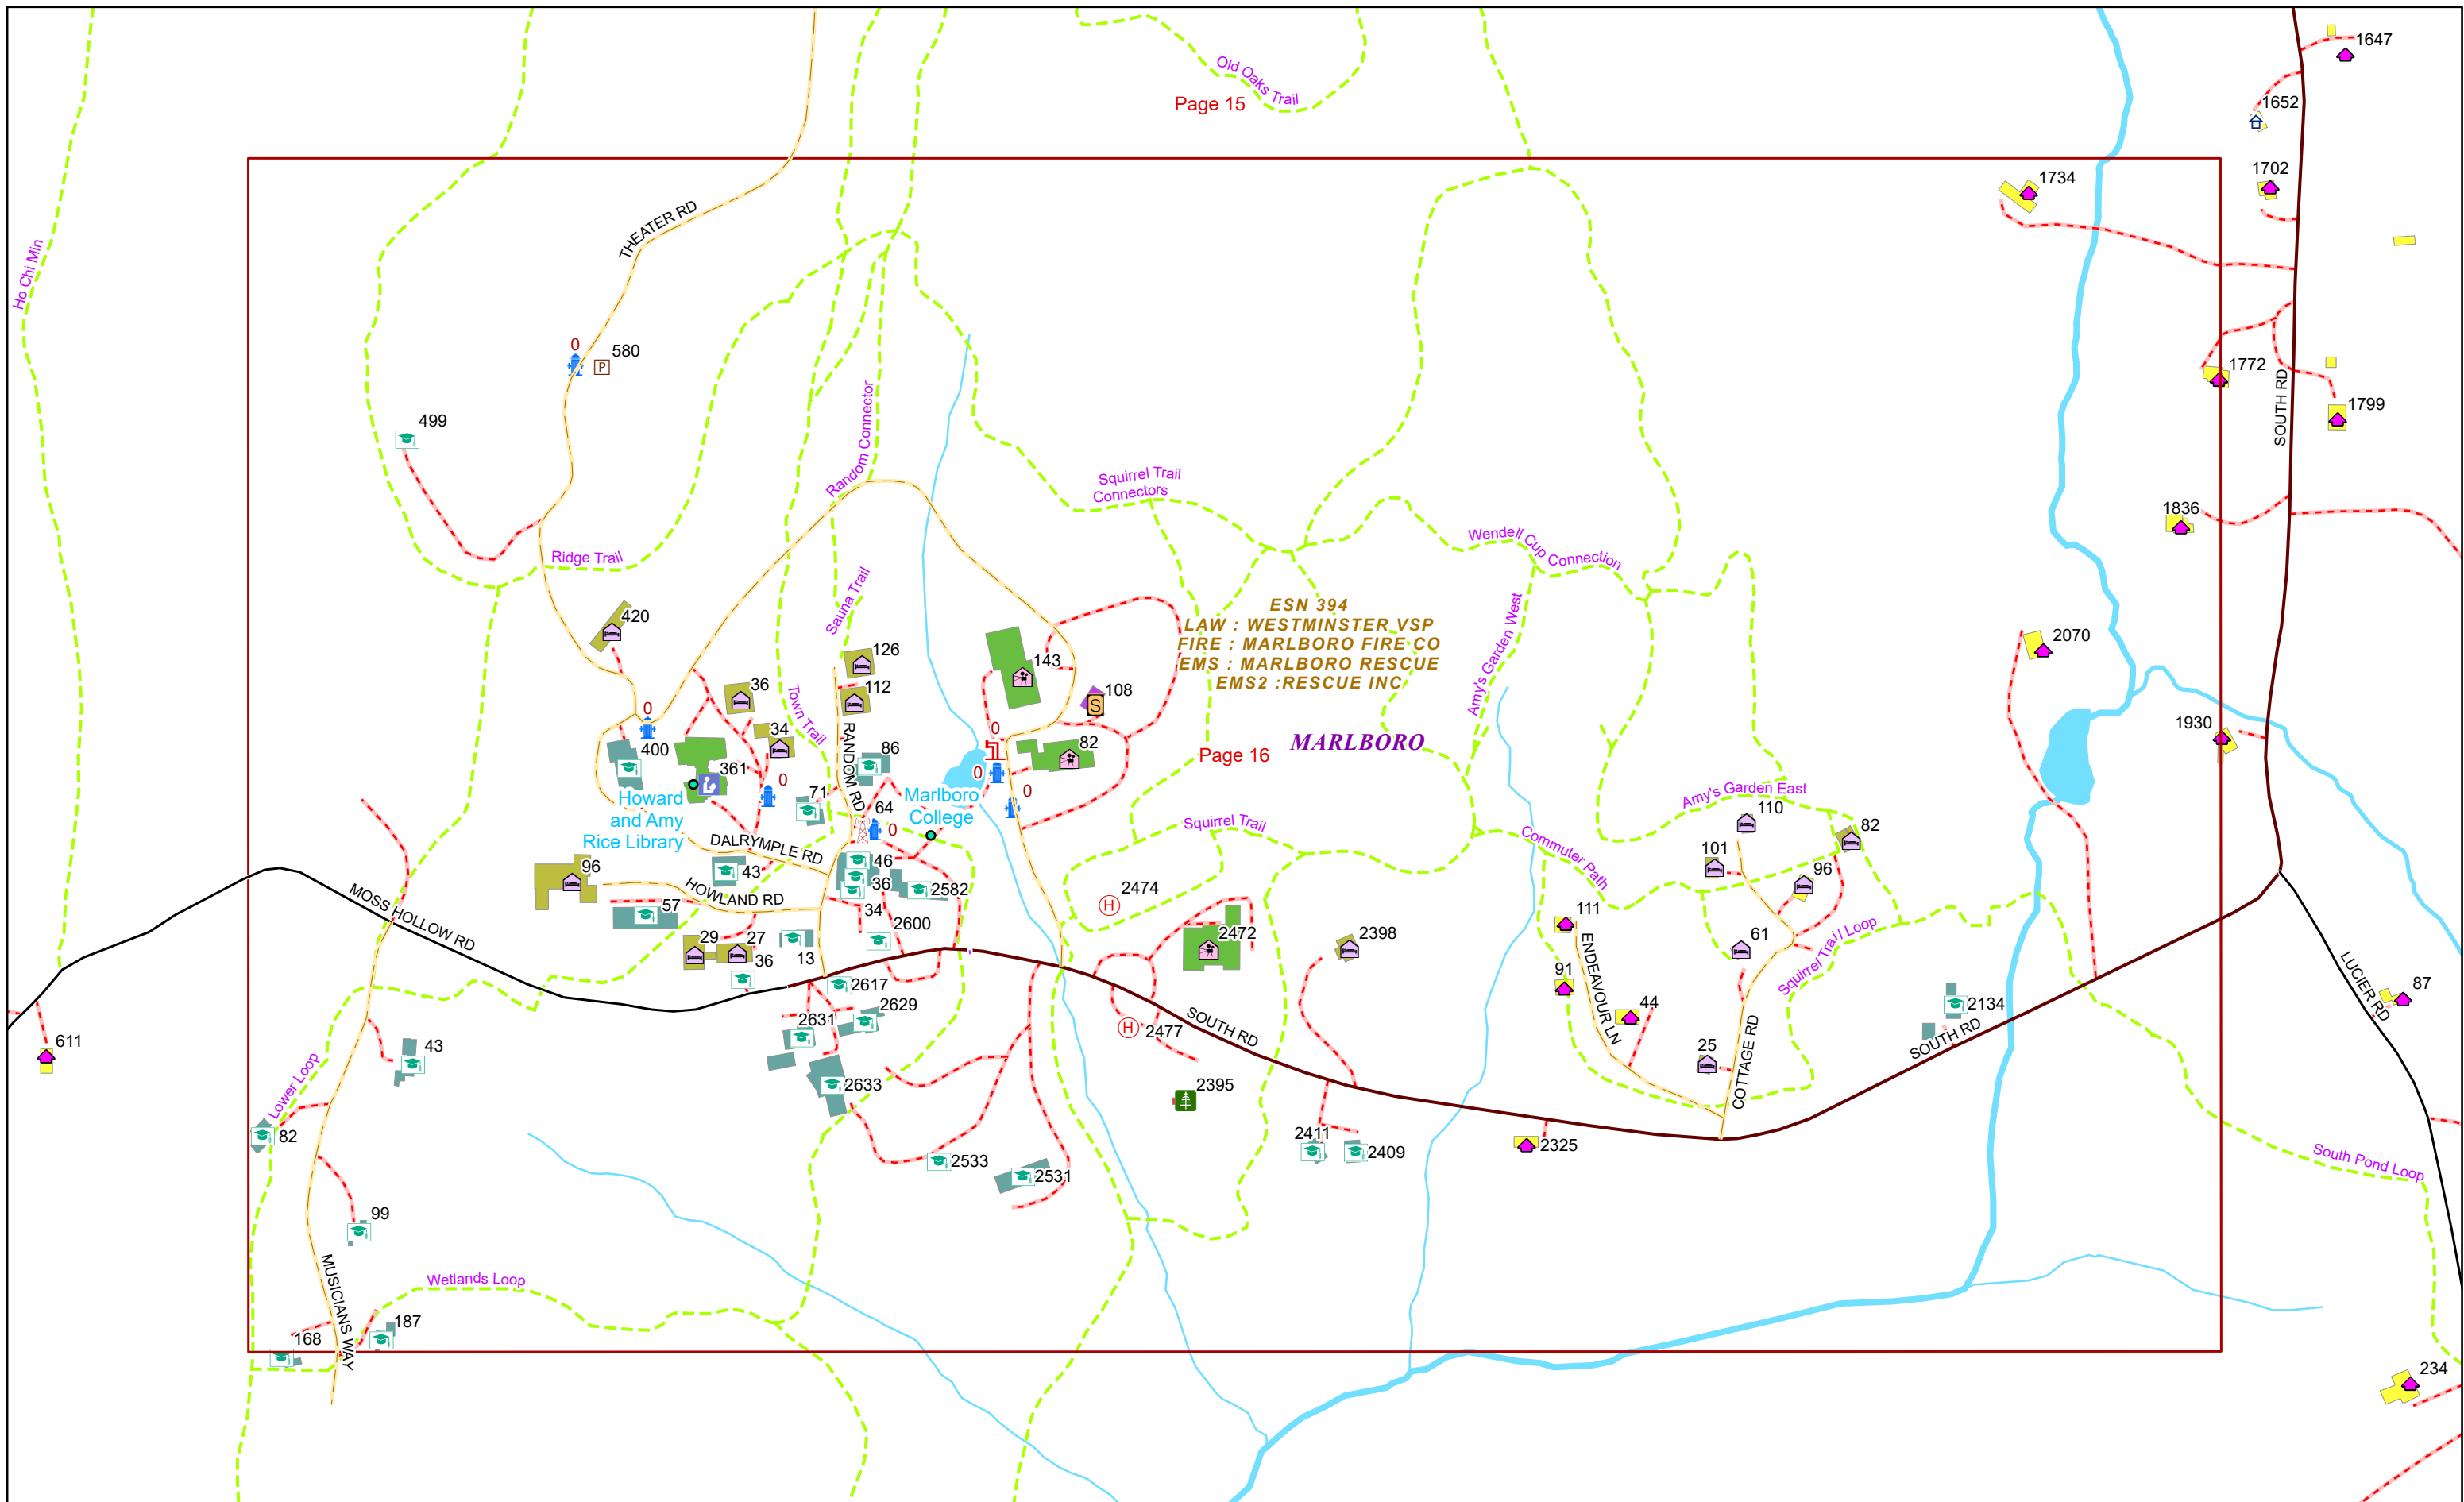 1647
Old Oaks Trail
Page 15
1652
1702
1734
THEATER RD
Ho Chi Min
0
580
P
1772
SOUTH RD
1799
Random Connector
499
Squirrel Trail
Connectors
1836
Wendell Cup Connection
Ridge Trail
Sauna Trail
ESN 394
LAW : WESTMINSTER VSP
FIRE : MARLBORO FIRE CO
EMS : MARLBORO RESCUE
EMS2 :RESCUE INC
Amy's Garden West
420
126
143
2070
36
112
108
S
Town Trail
0
34
RANDOM RD
0
82
Page 16
MARLBORO
1930
400
86
361
0
0
0
Howard
and Amy
Rice Library
71
64
0
Marlboro
College
Amy's Garden East
110
Squirrel Trail
Commuter Path
82
DALRYMPLE RD
96
43
46
101
96
MOSS HOLLOW RD
HOWLAND RD
36
2582
H
2474
57
34
2600
111
Squirrel Trail Loop
29
27
13
2472
2398
61
ENDEAVOUR LN
36
2617
91
LUCIER RD
87
2629
2631
H
2477
SOUTH RD
44
2134
SOUTH RD
611
43
25
COTTAGE RD
2633
2395
Lower Loop
82
2411
2409
2325
2533
2531
South Pond Loop
99
MUSICIANS WAY
Wetlands Loop
187
168
234